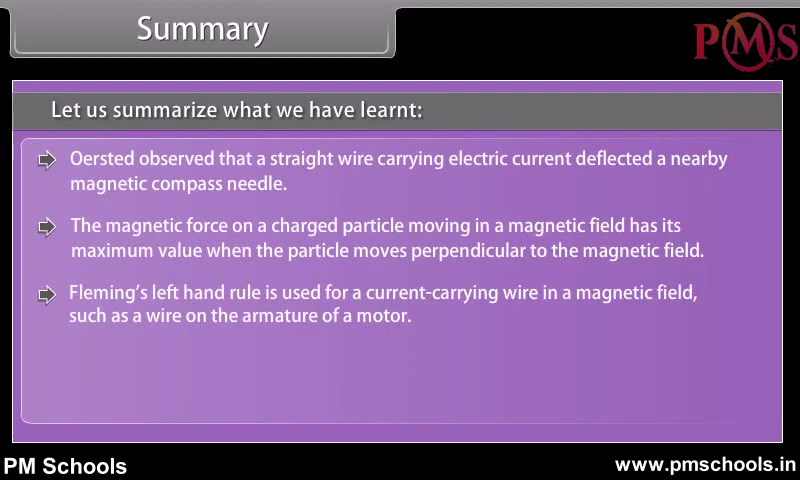 Summary
PMS
Let us summarize what we have learnt:
Oersted observed that a straight wire carrying electric current deflected a nearby
magnetic compass needle.
The magnetic force on a charged particle moving in a magnetic field has its
maximum value when the particle moves perpendicular to the magnetic field.
Fleming's left hand rule is used for a current-carrying wire in a magnetic field,
such as a wire on the armature of a motor.
PM Schools
www.pmschools.in